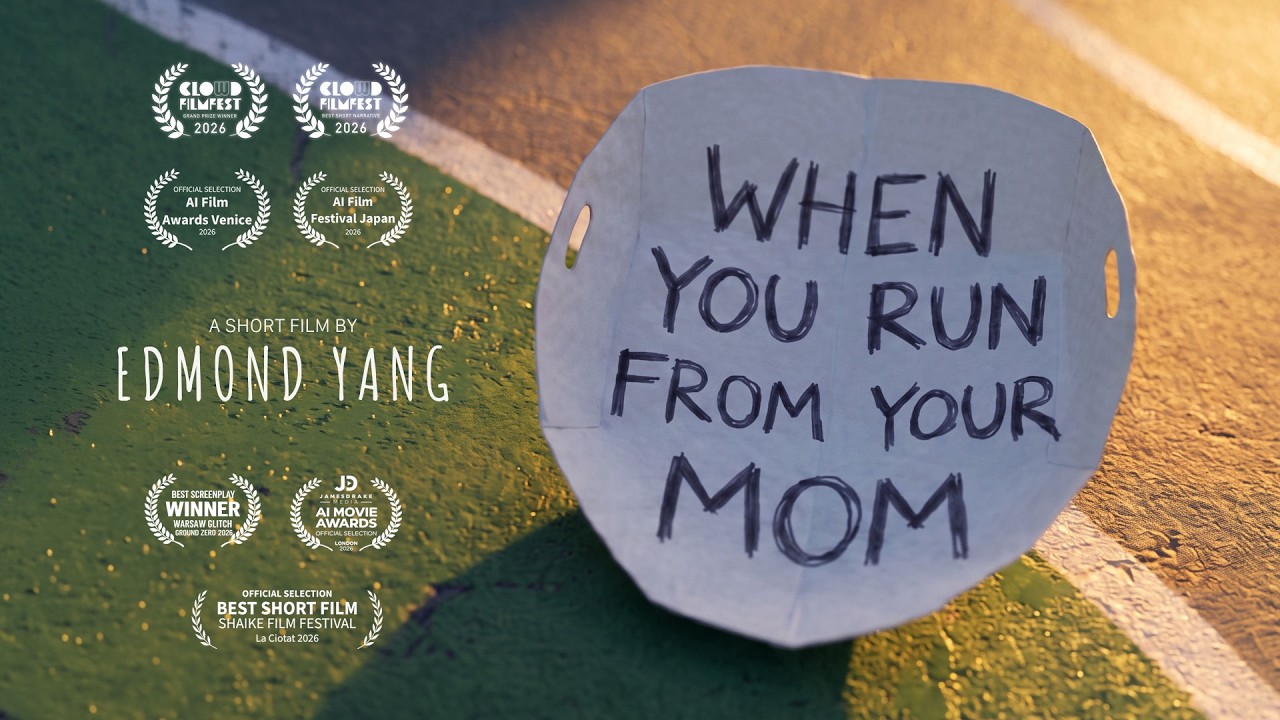 CLOWD
FILMFEST
GRAND PRIZE WINNER
2026
CLOWD
FILMFEST
BEST SHORT NARRATIVE
2026
OFFICIAL SELECTION
AI Film
Awards Venice
2026
OFFICIAL SELECTION
AI Film
Festival Japan
2026
A SHORT FILM BY
EDMOND YANG
BEST SCREENPLAY
WINNER
WARSAW GLITCH
GROUND ZERO 2026
JD
JAMESDRAKE
MEDIA
AI MOVIE
AWARDS
OFFICIAL SELECTION
LONDON
2026
OFFICIAL SELECTION
BEST SHORT FILM
SHAIKE FILM FESTIVAL
La Ciotat 2026
WHEN
YOU RUN
FROM YOUR
MOM